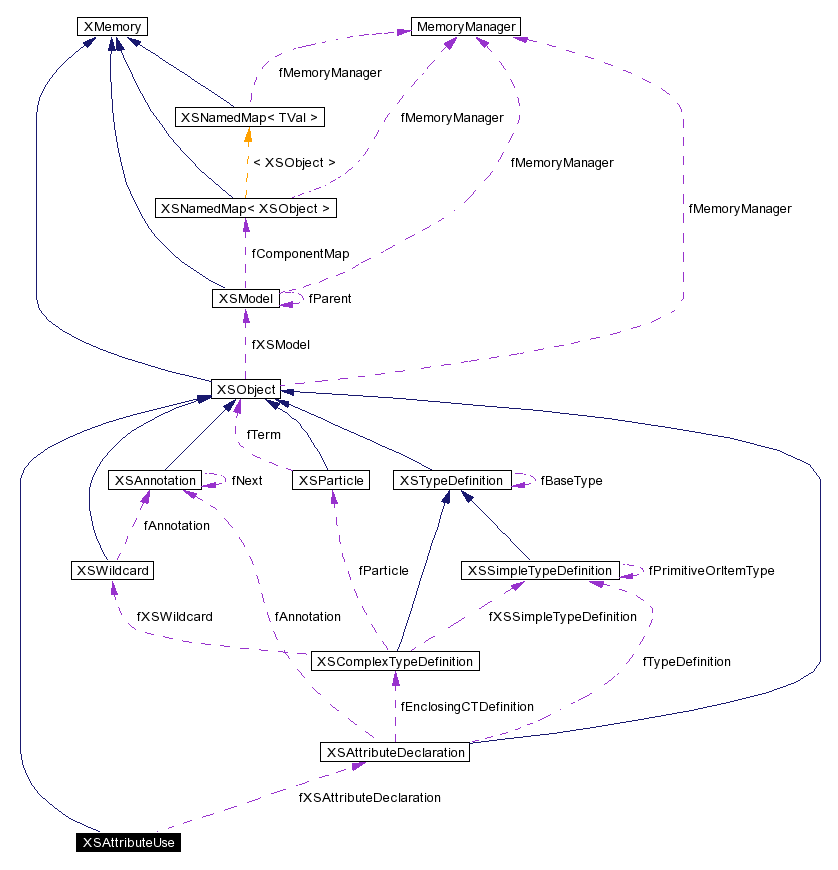 XMemory
MemoryManager
fMemoryManager
XSNamedMap< TVal >
fMemoryManager
< XSObject >
fMemoryManager
XSNamedMap< XSObject >
fMemoryManager
fComponentMap
XSModel
fParent
fXSModel
XSObject
fTerm
XSAnnotation
fNext
XSParticle
XSTypeDefinition
fBaseType
fAnnotation
XSWildcard
fParticle
XSSimpleTypeDefinition
fPrimitiveOrItemType
fXSWildcard
fAnnotation
fXSSimpleTypeDefinition
XSComplexTypeDefinition
fTypeDefinition
fEnclosingCTDefinition
XSAttributeDeclaration
fXSAttributeDeclaration
XSAttributeUse